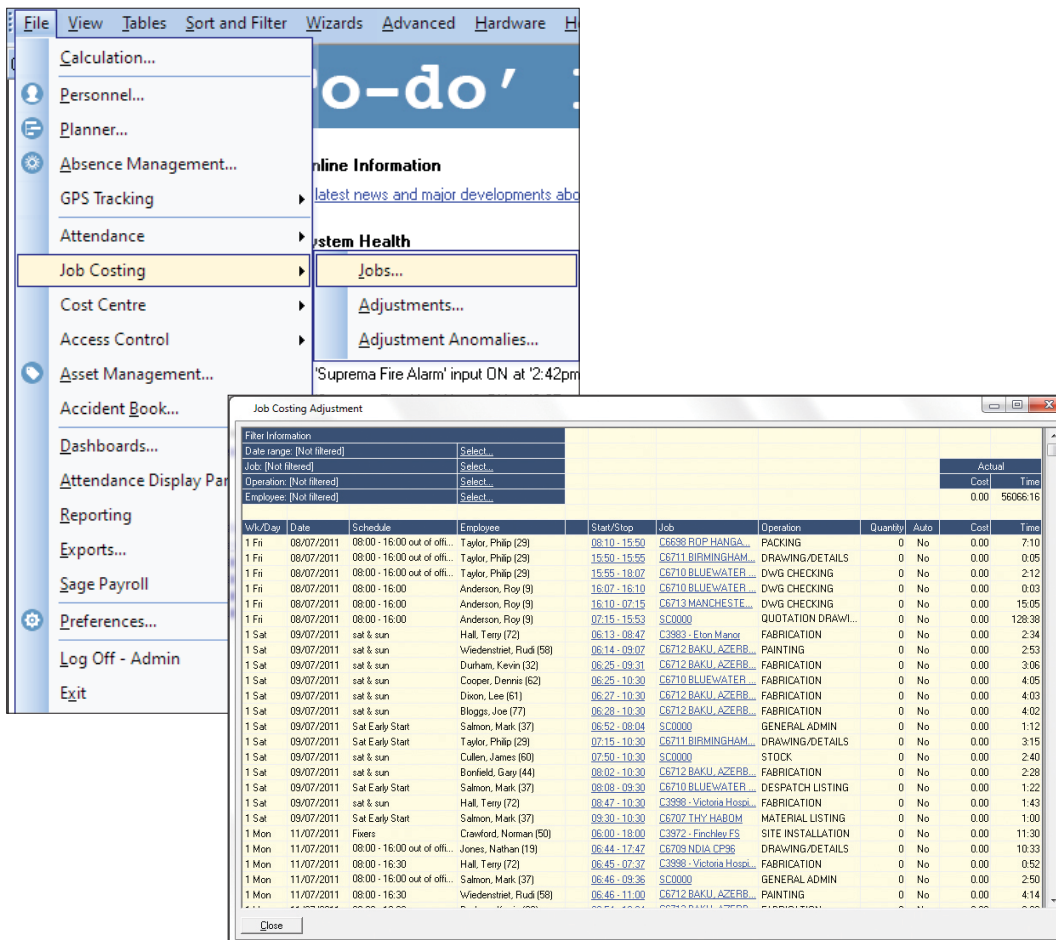 File View Tables Sort and Filter Wizards Advanced Hardware
Calculation...
Personnel...
Planner...
Absence Management...
GPS Tracking
Attendance
Job Costing
Cost Centre
Access Control
Asset Management...
Accident Book...
Dashboards...
Attendance Display
Reporting
Exports...
Sage Payroll
Preferences...
Log Off - Admin
Exit
o-do'
Information
latest news and major developments
Health
Jobs...
Adjustments...
Adjustment Anomalies...
'Suprema Fire Alarm' input ON at '2:42pm
Job Costing Adjustment
Filter Information
Date range: [Not filtered] Select...
Job: [Not filtered] Select... Actual
Operation: [Not filtered] Select... Cost Time
Employee: [Not filtered] Select... 0.00 56066:16
Wk/Day Date Schedule Employee Start/Stop Job Operation Quantity Auto Cost Time
1 Fri 08/07/2011 08:00 - 16:00 out of offi... Taylor, Philip (29) 08:10 - 15:50 C6698 ROP HANGA... PACKING 0 No 0.00 7:10
1 Fri 08/07/2011 08:00 - 16:00 out of offi... Taylor, Philip (29) 15:50 - 15:55 C6711 BIRMINGHAM... DRAWING/DETAILS 0 No 0.00 0:05
1 Fri 08/07/2011 08:00 - 16:00 out of offi... Taylor, Philip (29) 15:55 - 18:07 C6710 BLUEWATER ... DWG CHECKING 0 No 0.00 2:12
1 Fri 08/07/2011 08:00 - 16:00 Anderson, Roy (9) 16:07 - 16:10 C6710 BLUEWATER ... DWG CHECKING 0 No 0.00 0:03
1 Fri 08/07/2011 08:00 - 16:00 Anderson, Roy (9) 16:10 - 07:15 C6713 MANCHESTE... DWG CHECKING 0 No 0.00 15:05
1 Fri 08/07/2011 08:00 - 16:00 Anderson, Roy (9) 07:15 - 15:53 SC0000 QUOTATION DRAWI... 0 No 0.00 128:38
1 Sat 09/07/2011 sat & sun Hall, Terry (72) 06:13 - 08:47 C3983 - Eton Manor FABRICATION 0 No 0.00 2:34
1 Sat 09/07/2011 sat & sun Wiedenstriet, Rudi (58) 06:14 - 09:07 C6712 BAKU, AZERB... PAINTING 0 No 0.00 2:53
1 Sat 09/07/2011 sat & sun Durham, Kevin (32) 06:25 - 09:31 C6712 BAKU, AZERB... FABRICATION 0 No 0.00 3:06
1 Sat 09/07/2011 sat & sun Cooper, Dennis (62) 06:25 - 10:30 C6710 BLUEWATER ... FABRICATION 0 No 0.00 4:05
1 Sat 09/07/2011 sat & sun Dixon, Lee (61) 06:27 - 10:30 C6712 BAKU, AZERB... FABRICATION 0 No 0.00 4:03
1 Sat 09/07/2011 sat & sun Bloggs, Joe (77) 06:28 - 10:30 C6712 BAKU, AZERB... FABRICATION 0 No 0.00 4:02
1 Sat 09/07/2011 Sat Early Start Salmon, Mark (37) 06:52 - 08:04 SC0000 GENERAL ADMIN 0 No 0.00 1:12
1 Sat 09/07/2011 Sat Early Start Taylor, Philip (29) 07:15 - 10:30 C6711 BIRMINGHAM... DRAWING/DETAILS 0 No 0.00 3:15
1 Sat 09/07/2011 sat & sun Cullen, James (60) 07:50 - 10:30 SC0000 STOCK 0 No 0.00 2:40
1 Sat 09/07/2011 sat & sun Bonfield, Gary (44) 08:02 - 10:30 C6712 BAKU, AZERB... FABRICATION 0 No 0.00 2:28
1 Sat 09/07/2011 Sat Early Start Salmon, Mark (37) 08:08 - 09:30 C6710 BLUEWATER ... DESPATCH LISTING 0 No 0.00 1:22
1 Sat 09/07/2011 sat & sun Hall, Terry (72) 08:47 - 10:30 C3998 - Victoria Hospi... FABRICATION 0 No 0.00 1:43
1 Sat 09/07/2011 Sat Early Start Salmon, Mark (37) 09:30 - 10:30 C6707 THY HABOM MATERIAL LISTING 0 No 0.00 1:00
1 Mon 11/07/2011 Fixers Crawford, Norman (50) 06:00 - 18:00 C3972 - Finchley FS SITE INSTALLATION 0 No 0.00 11:30
1 Mon 11/07/2011 08:00 - 16:00 out of offi... Jones, Nathan (19) 06:44 - 17:47 C6709 NDIA CP96 DRAWING/DETAILS 0 No 0.00 10:33
1 Mon 11/07/2011 08:00 - 16:30 Hall, Terry (72) 06:45 - 07:37 C3998 - Victoria Hospi... FABRICATION 0 No 0.00 0:52
1 Mon 11/07/2011 08:00 - 16:00 out of offi... Salmon, Mark (37) 06:46 - 09:36 SC0000 GENERAL ADMIN 0 No 0.00 2:50
1 Mon 11/07/2011 08:00 - 16:30 Wiedenstriet, Rudi (58) 06:46 - 11:00 C6712 BAKU, AZERB... PAINTING 0 No 0.00 4:14
Close